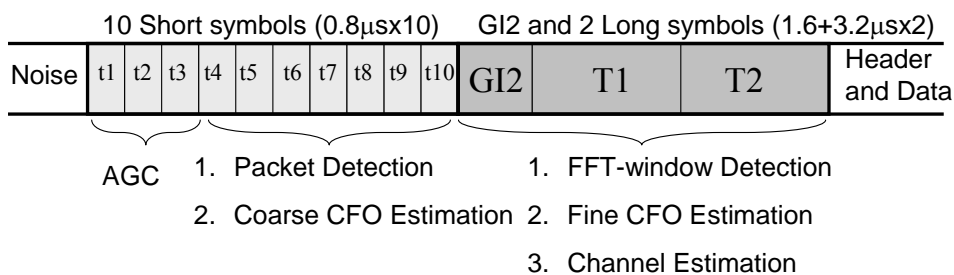 10 Short symbols (0.8μsx10) GI2 and 2 Long symbols (1.6+3.2μsx2)
Noise t1 t2 t3 t4 t5 t6 t7 t8 t9 t10 GI2 T1 T2 Header and Data
AGC
1. Packet Detection
2. Coarse CFO Estimation
1. FFT-window Detection
2. Fine CFO Estimation
3. Channel Estimation